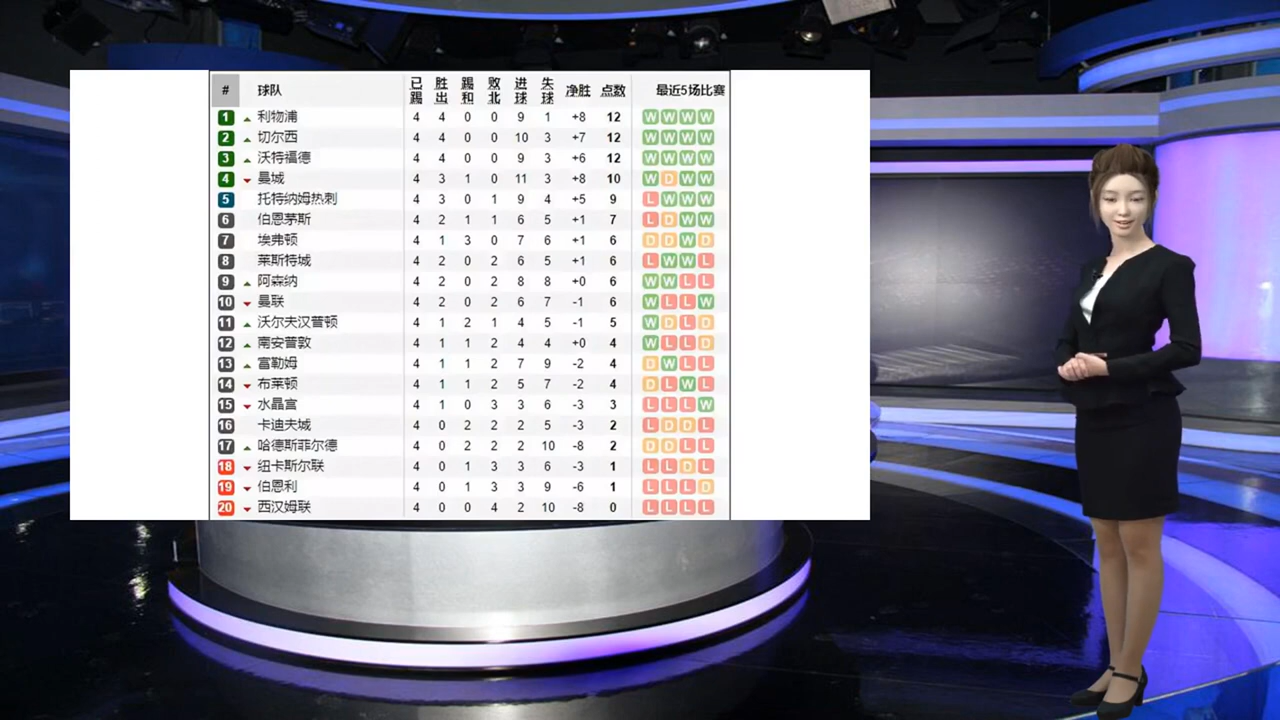 # 球队 已踢 胜出 踢和 败北 进球 失球 净胜 点数 最近5场比赛
1 利物浦 4 4 0 0 9 1 +8 12 W W W W
2 切尔西 4 4 0 0 10 3 +7 12 W W W W
3 沃特福德 4 4 0 0 9 3 +6 12 W W W W
4 曼城 4 3 1 0 11 3 +8 10 W D W W
5 托特纳姆热刺 4 3 0 1 9 4 +5 9 L W W W
6 伯恩茅斯 4 2 1 1 6 5 +1 7 L D W W
7 埃弗顿 4 1 3 0 7 6 +1 6 D D W D
8 莱斯特城 4 2 0 2 6 5 +1 6 L W W L
9 阿森纳 4 2 0 2 8 8 +0 6 W W L L
10 曼联 4 2 0 2 6 7 -1 6 W L L W
11 沃尔夫汉普顿 4 1 2 1 4 5 -1 5 W D L D
12 南安普敦 4 1 1 2 4 4 +0 4 W L L D
13 富勒姆 4 1 1 2 7 9 -2 4 D W L L
14 布莱顿 4 1 1 2 5 7 -2 4 D L W L
15 水晶宫 4 1 0 3 3 6 -3 3 L L L W
16 卡迪夫城 4 0 2 2 2 5 -3 2 L D D L
17 哈德斯菲尔德 4 0 2 2 2 10 -8 2 D D L L
18 纽卡斯尔联 4 0 1 3 3 6 -3 1 L L D L
19 伯恩利 4 0 1 3 3 9 -6 1 L L L D
20 西汉姆联 4 0 0 4 2 10 -8 0 L L L L